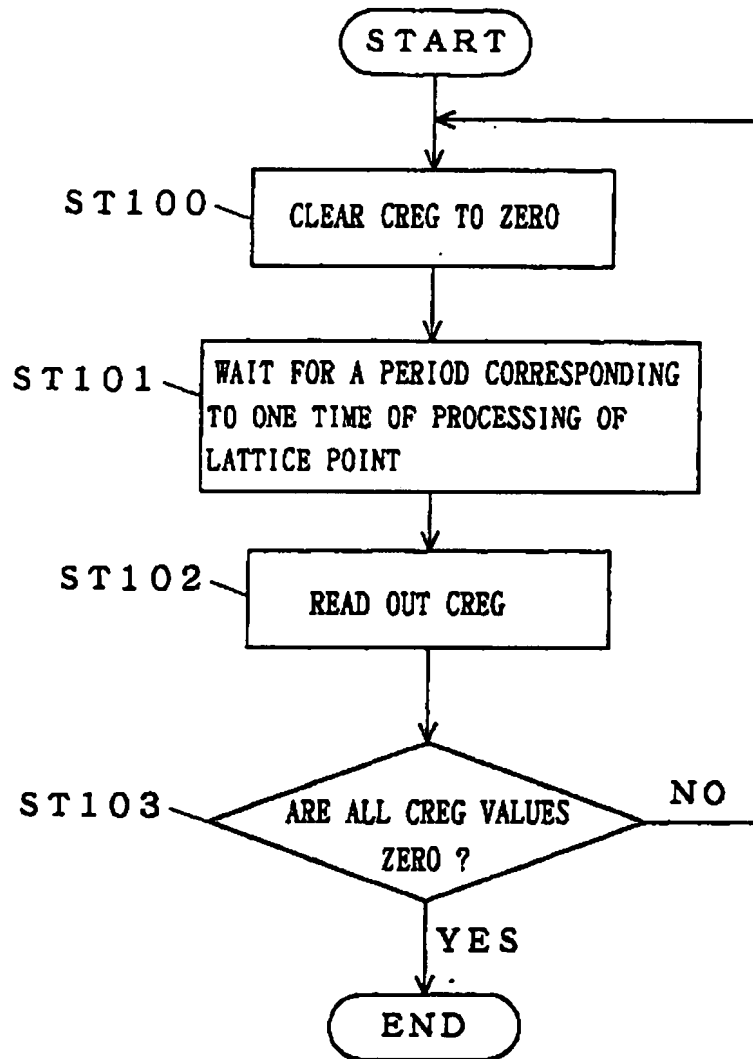 START
ST100
CLEAR CREG TO ZERO
ST101
WAIT FOR A PERIOD CORRESPONDING
TO ONE TIME OF PROCESSING OF
LATTICE POINT
ST102
READ OUT CREG
ST103
ARE ALL CREG VALUES
ZERO ?
NO
YES
END